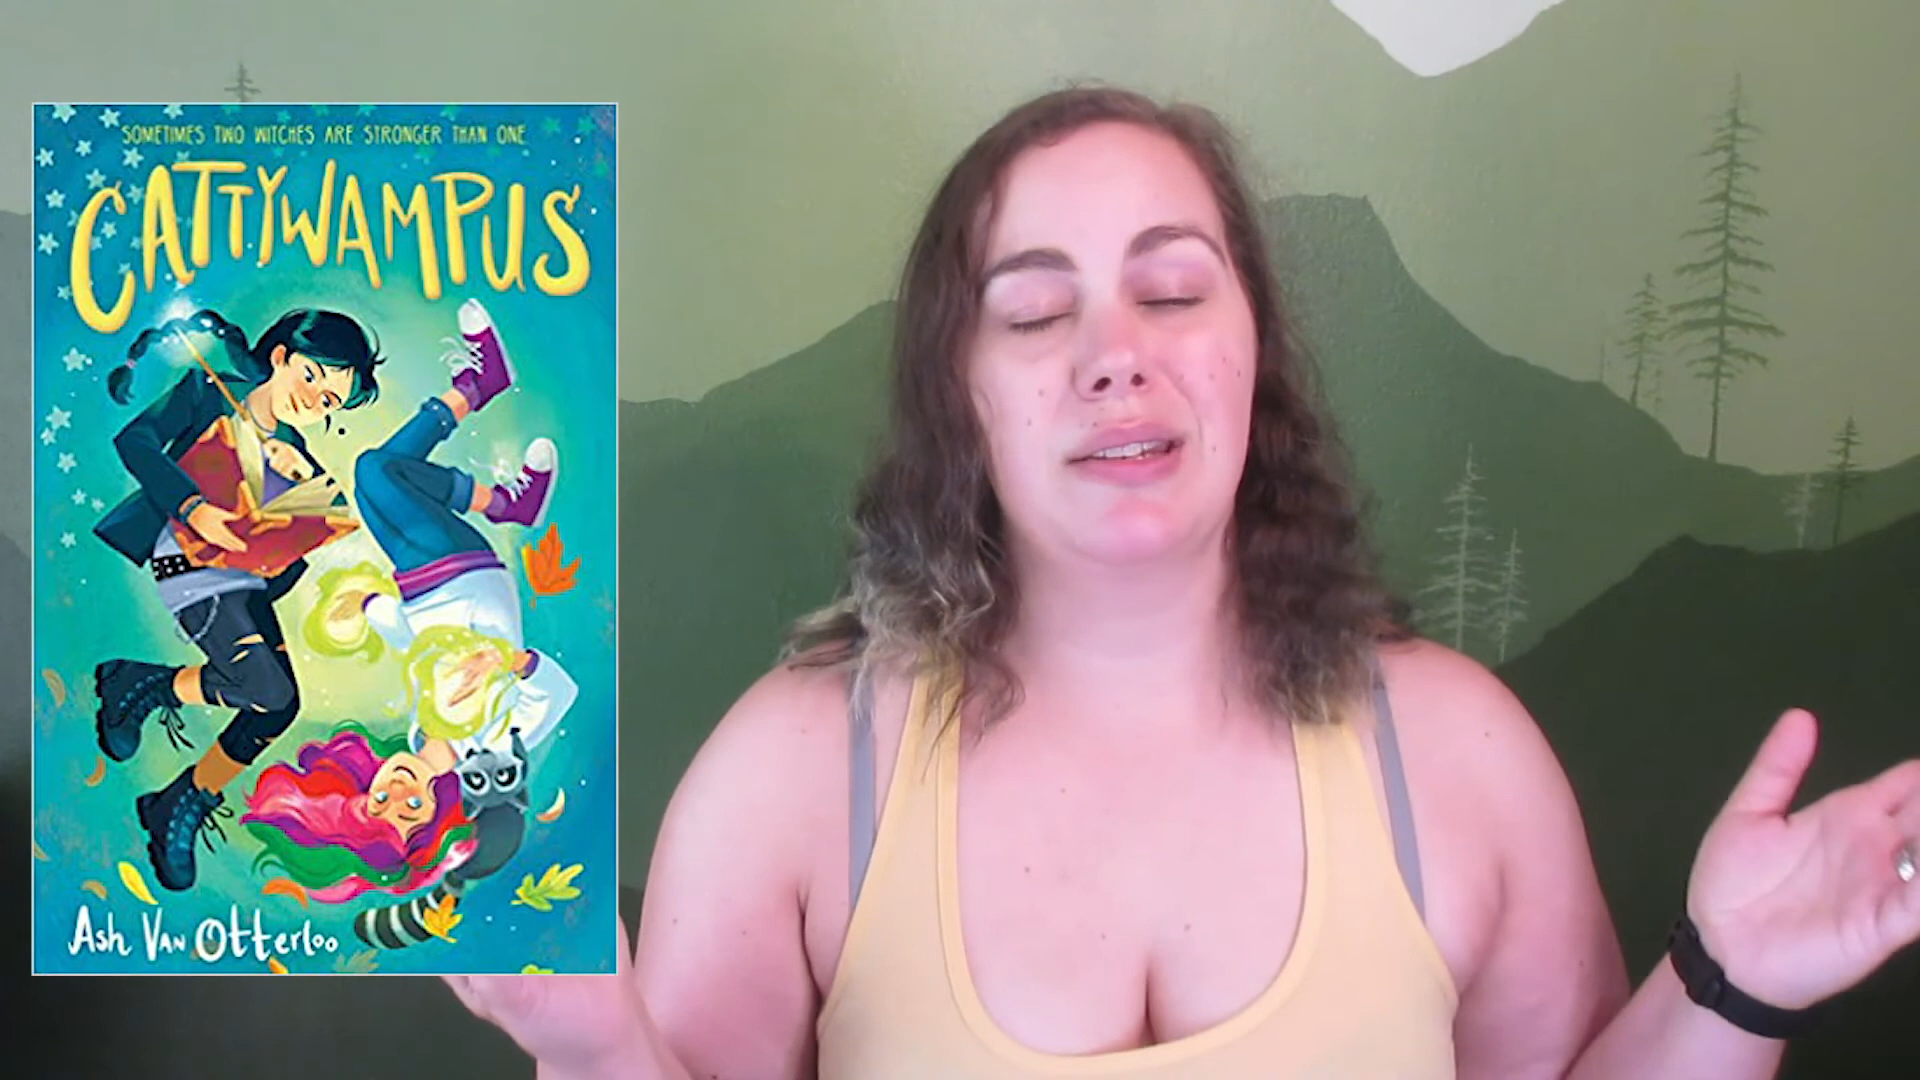 SOMETIMES TWO WITCHES ARE STRONGER THAN ONE
CATTYWAMPUS
Ash Van Otterloo